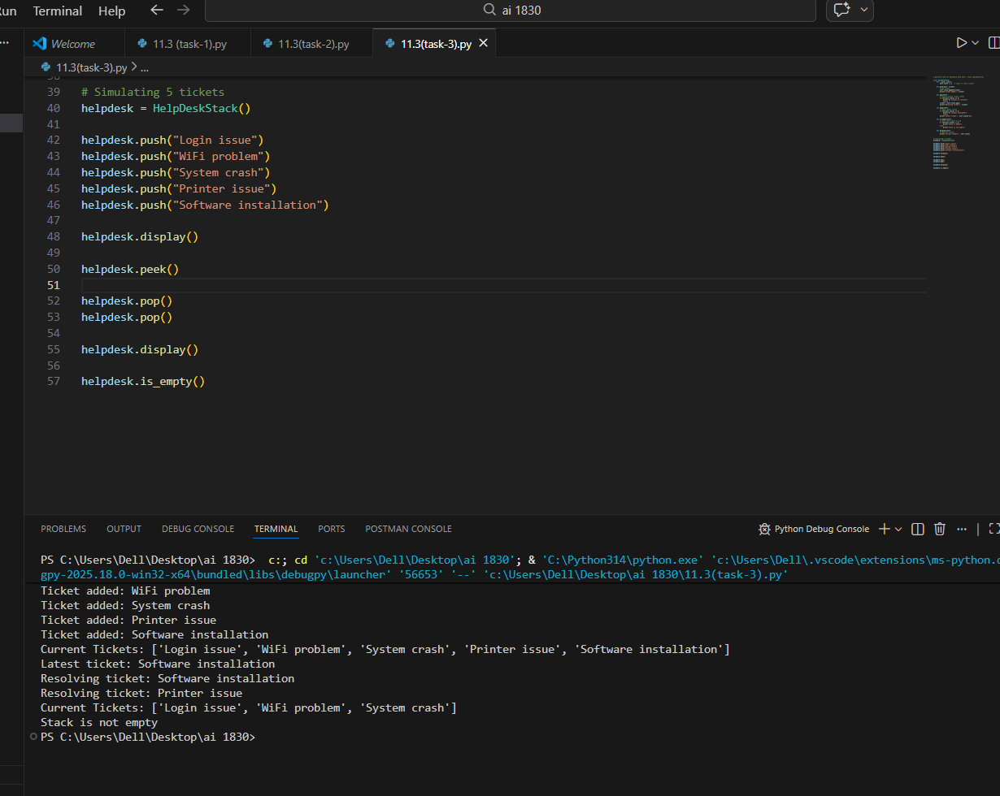 Run Terminal Help ai 1830
Welcome 11.3 (task-1).py 11.3(task-2).py 11.3(task-3).py
11.3(task-3).py > ...
39 # Simulating 5 tickets
40 helpdesk = HelpDeskStack()
41
42 helpdesk.push("Login issue")
43 helpdesk.push("WiFi problem")
44 helpdesk.push("System crash")
45 helpdesk.push("Printer issue")
46 helpdesk.push("Software installation")
47
48 helpdesk.display()
49
50 helpdesk.peek()
51
52 helpdesk.pop()
53 helpdesk.pop()
54
55 helpdesk.display()
56
57 helpdesk.is_empty()
PROBLEMS OUTPUT DEBUG CONSOLE TERMINAL PORTS POSTMAN CONSOLE Python Debug Console
PS C:\Users\Dell\Desktop\ai 1830> c:; cd 'c:\Users\Dell\Desktop\ai 1830'; & 'C:\Python314\python.exe' 'c:\Users\Dell\.vscode\extensions\ms-python.
gpy-2025.18.0-win32-x64\bundled\libs\debugpy\launcher' '56653' '--' 'c:\Users\Dell\Desktop\ai 1830\11.3(task-3).py'
Ticket added: WiFi problem
Ticket added: System crash
Ticket added: Printer issue
Ticket added: Software installation
Current Tickets: ['Login issue', 'WiFi problem', 'System crash', 'Printer issue', 'Software installation']
Latest ticket: Software installation
Resolving ticket: Software installation
Resolving ticket: Printer issue
Current Tickets: ['Login issue', 'WiFi problem', 'System crash']
Stack is not empty
PS C:\Users\Dell\Desktop\ai 1830>